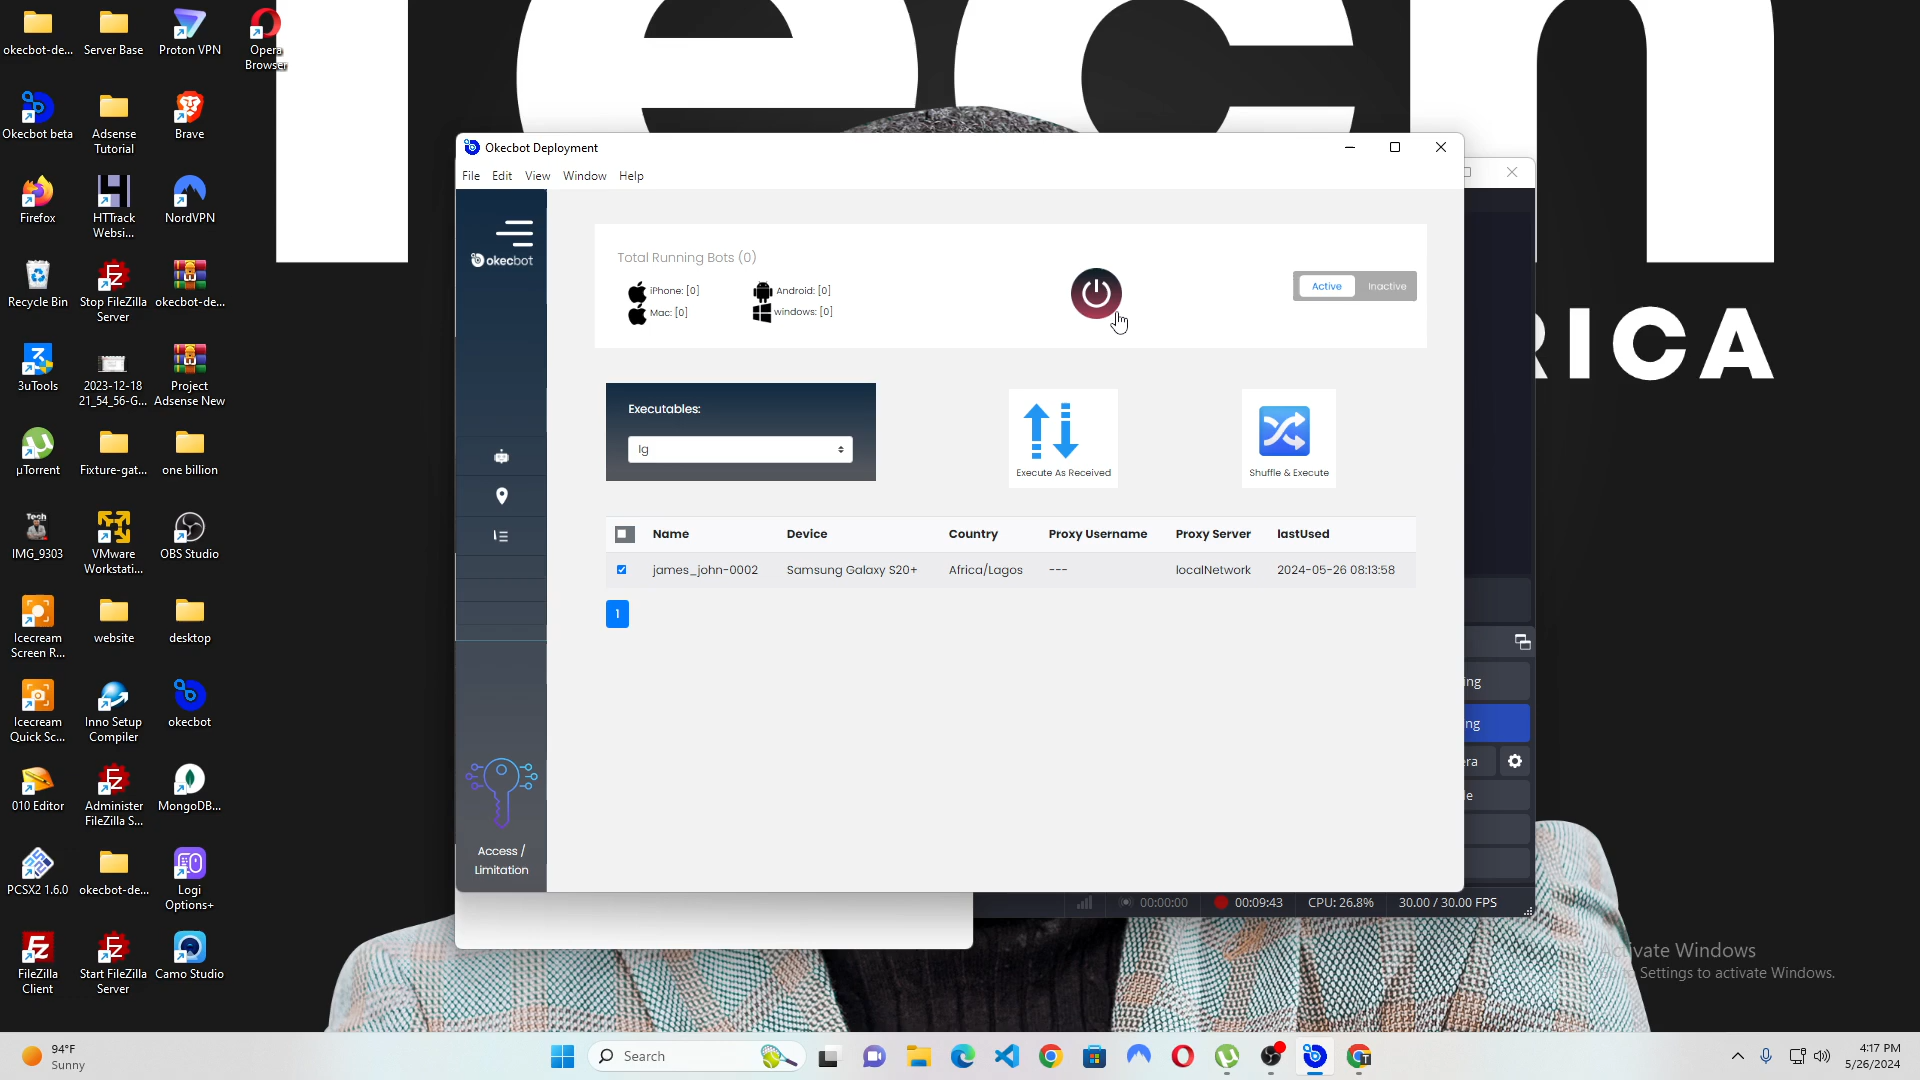 okecbot-de...
Server Base
Proton VPN
Opera
Browser
Okecbot beta
Adsense
Tutorial
Brave
Firefox
HTTrack
Websi...
NordVPN
Recycle Bin
Stop FileZilla
Server
okecbot-de...
3uTools
2023-12-18
21_54_56-G...
Project
Adsense New
µTorrent
Fixture-gat...
one billion
IMG_9303
VMware
Workstati...
OBS Studio
Icecream
Screen R...
website
desktop
Icecream
Quick Sc...
Inno Setup
Compiler
okecbot
010 Editor
Administer
FileZilla S...
MongoDB...
PCSX2 1.6.0
okecbot-de...
Logi
Options+
FileZilla
Client
Start FileZilla
Server
Camo Studio
RICA
Okecbot Deployment
File Edit View Window Help
okecbot
Total Running Bots (0)
iPhone: [0]
Android: [0]
Mac: [0]
windows: [0]
Active
Inactive
Executables:
Ig
Execute As Received
Shuffle & Execute
Name Device Country Proxy Username Proxy Server lastUsed
james_john-0002 Samsung Galaxy S20+ Africa/Lagos --- localNetwork 2024-05-26 08:13:58
1
Access /
Limitation
00:00:00
00:09:43
CPU: 26.8%
30.00 / 30.00 FPS
ivate Windows
Settings to activate Windows.
94°F
Sunny
Search
4:17 PM
5/26/2024